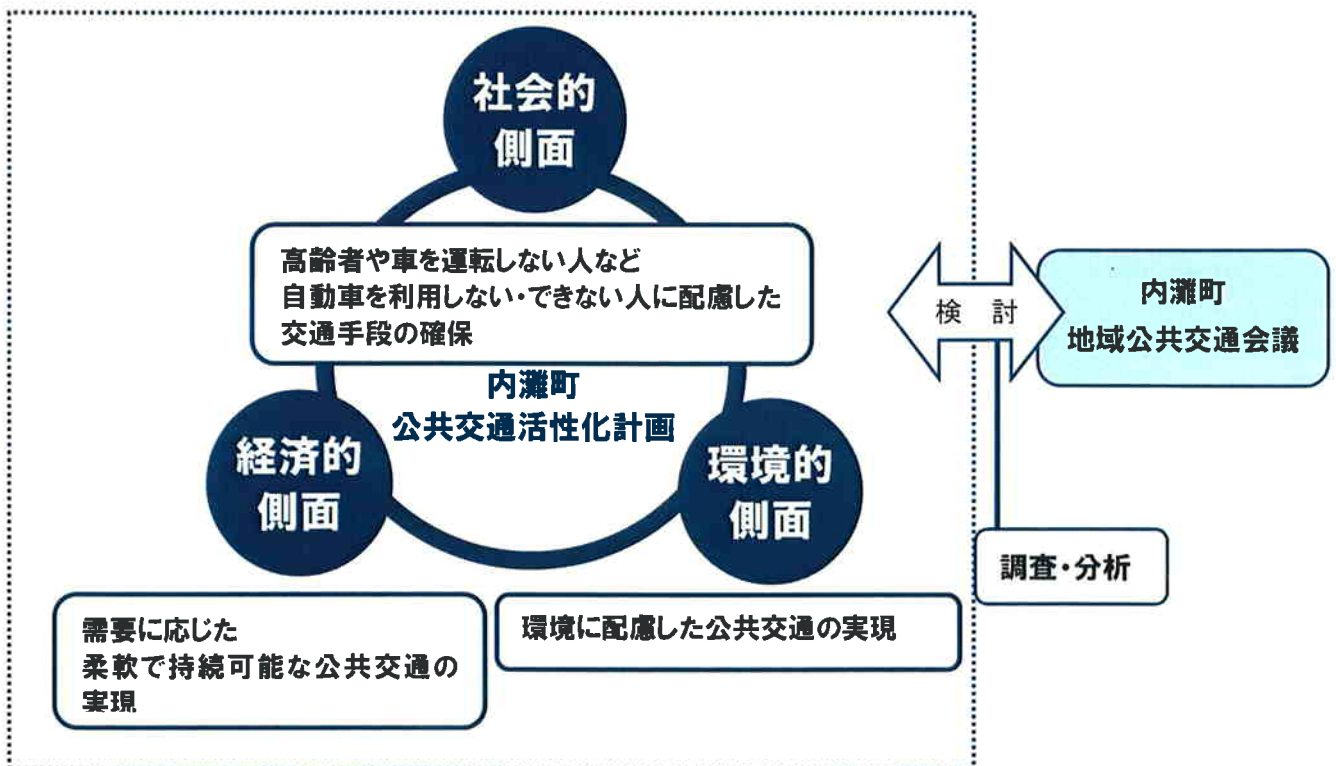 社会的
側面
高齢者や車を運転しない人など
自動車を利用しない・できない人に配慮した
交通手段の確保
内灘町
公共交通活性化計画
経済的
側面
環境的
側面
需要に応じた
柔軟で持続可能な公共交通の
実現
環境に配慮した公共交通の実現
検 討
内灘町
地域公共交通会議
調査・分析